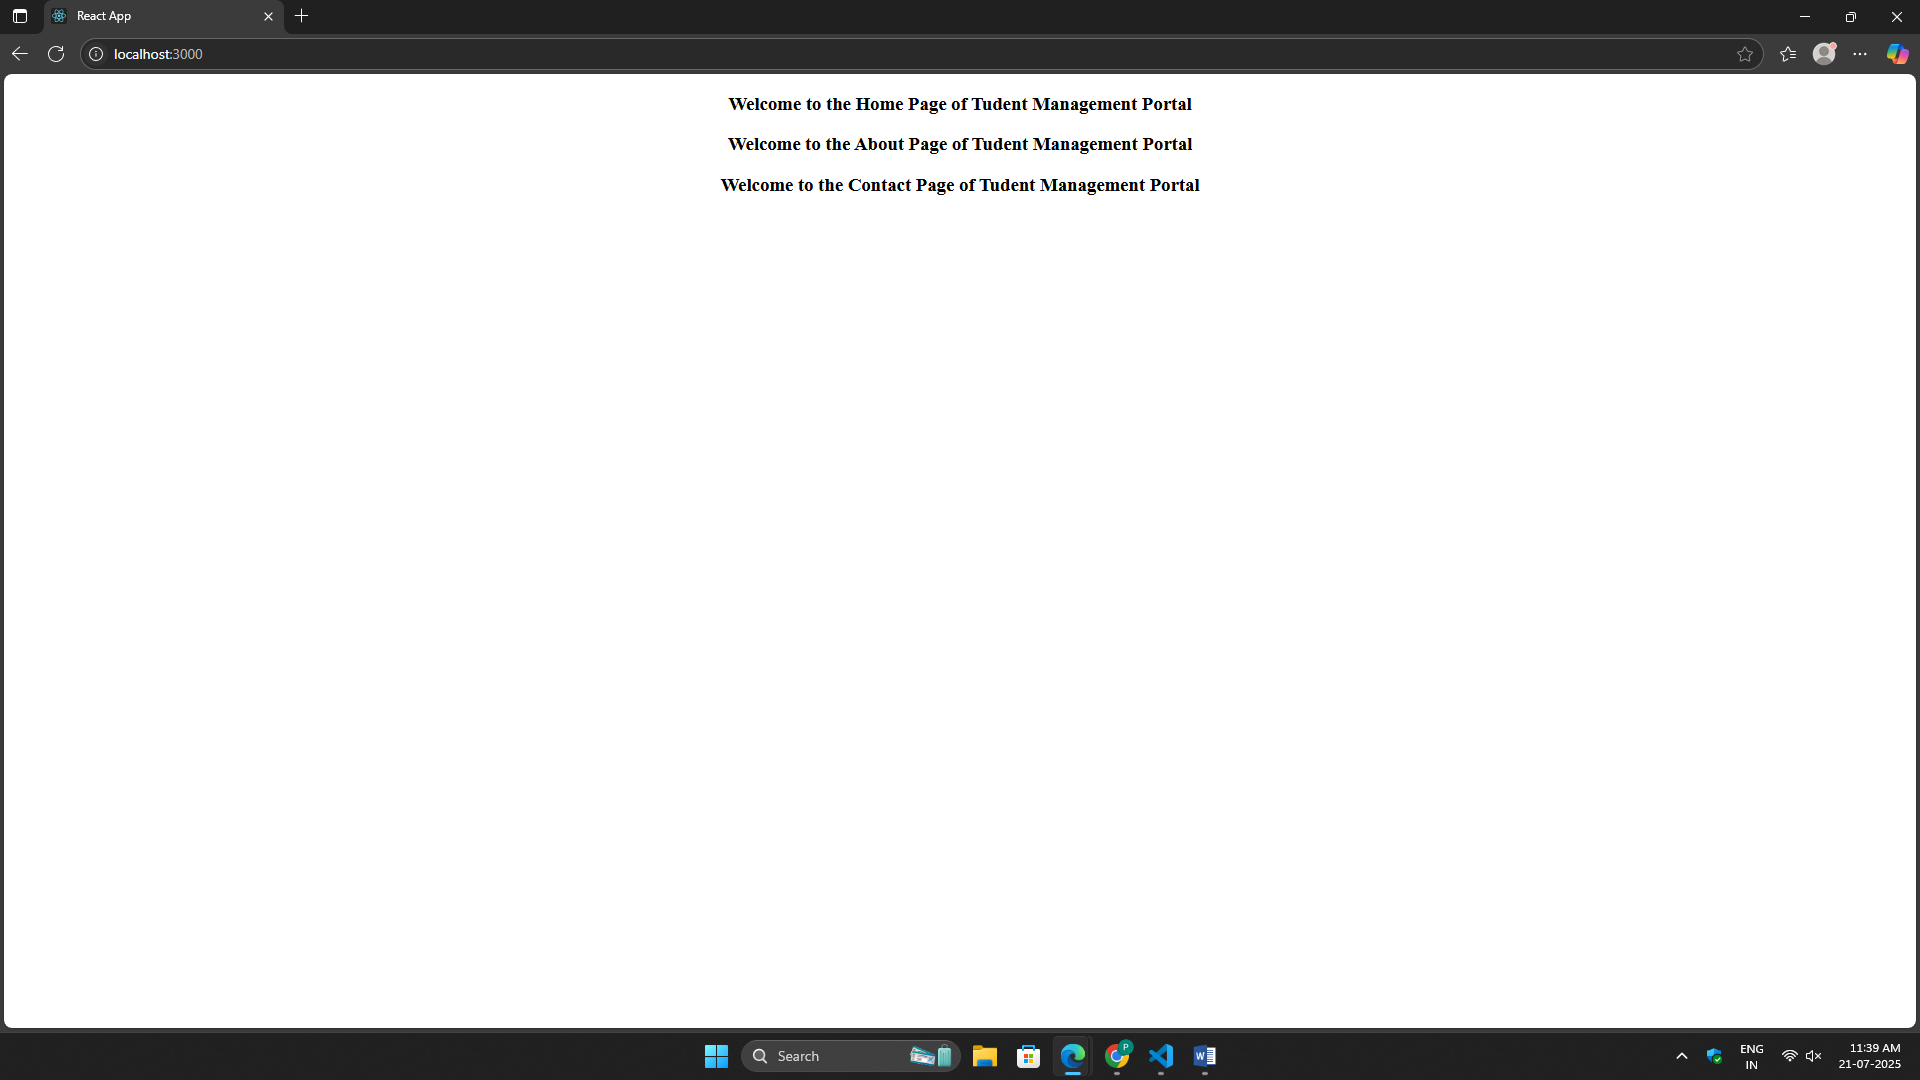 React App
localhost:3000
Welcome to the Home Page of Tudent Management Portal
Welcome to the About Page of Tudent Management Portal
Welcome to the Contact Page of Tudent Management Portal
Search
P
W
ENG
IN
11:39 AM
21-07-2025